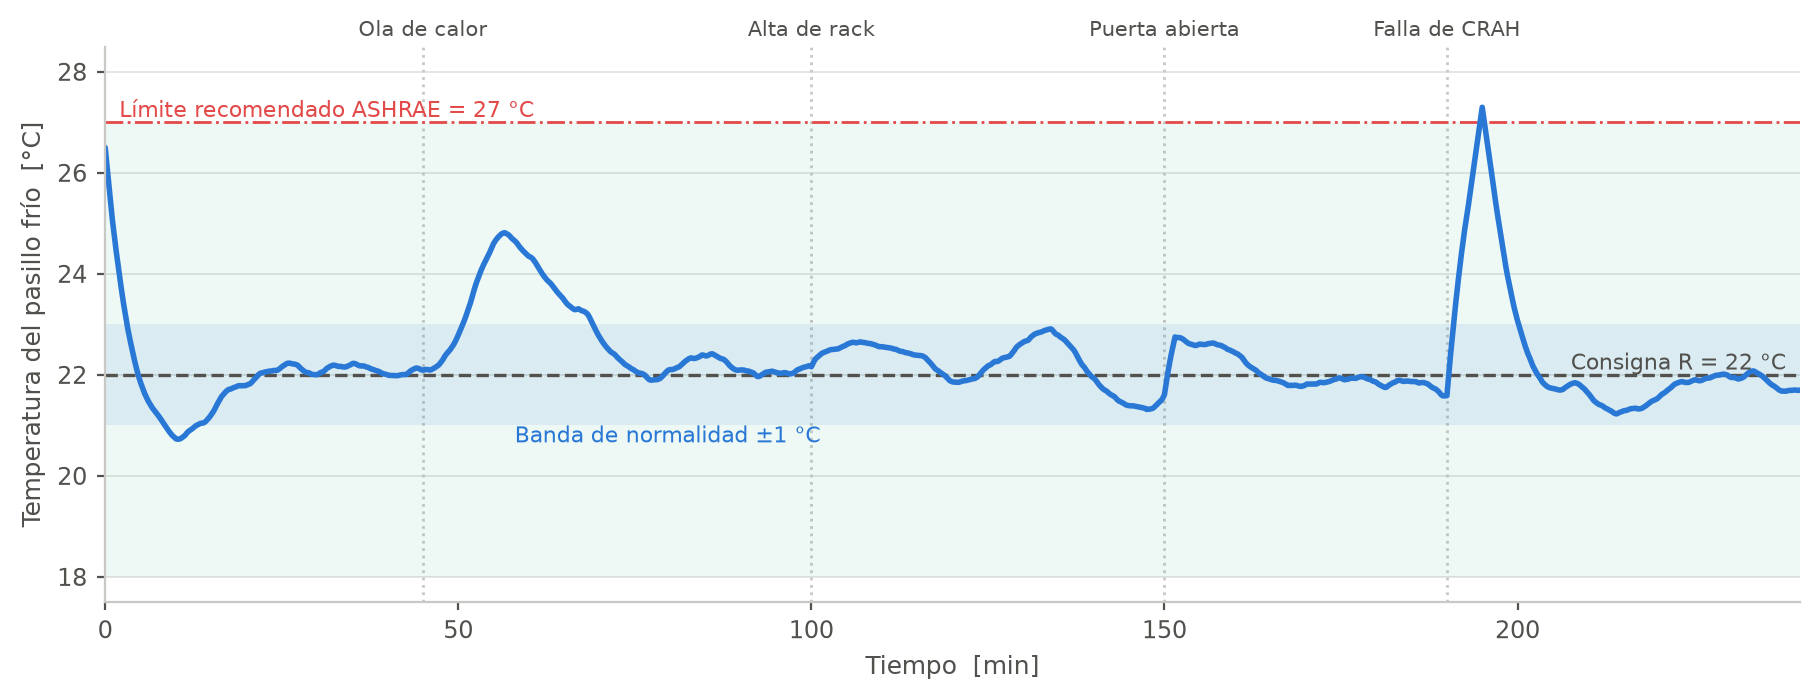 Ola de calor
Alta de rack
Puerta abierta
Falla de CRAH
28
Límite recomendado ASHRAE = 27 °C
26
24
Consigna R = 22 °C
22
Banda de normalidad ±1 °C
20
18
Temperatura del pasillo frío [°C]
0
50
100
150
200
Tiempo [min]